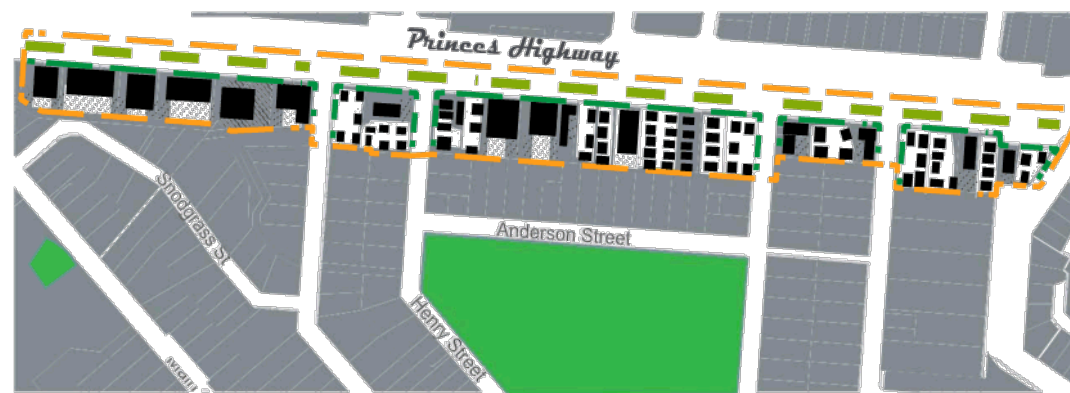 Princes Highway
Snodgrass St
Anderson Street
Henry Street